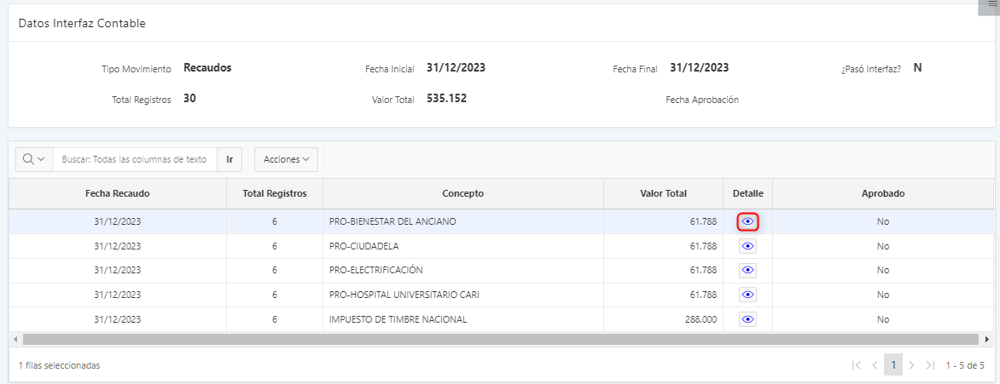 Datos Interfaz Contable
Tipo Movimiento Recaudos Fecha Inicial 31/12/2023 Fecha Final 31/12/2023 ¿Pasó Interfaz? N
Total Registros 30 Valor Total 535.152 Fecha Aprobación
Buscar: Todas las columnas de texto Ir Acciones
Fecha Recaudo Total Registros Concepto Valor Total Detalle Aprobado
31/12/2023 6 PRO-BIENESTAR DEL ANCIANO 61.788 No
31/12/2023 6 PRO-CIUDADELA 61.788 No
31/12/2023 6 PRO-ELECTRIFICACIÓN 61.788 No
31/12/2023 6 PRO-HOSPITAL UNIVERSITARIO CARI 61.788 No
31/12/2023 6 IMPUESTO DE TIMBRE NACIONAL 288.000 No
1 filas seleccionadas 1 1 - 5 de 5